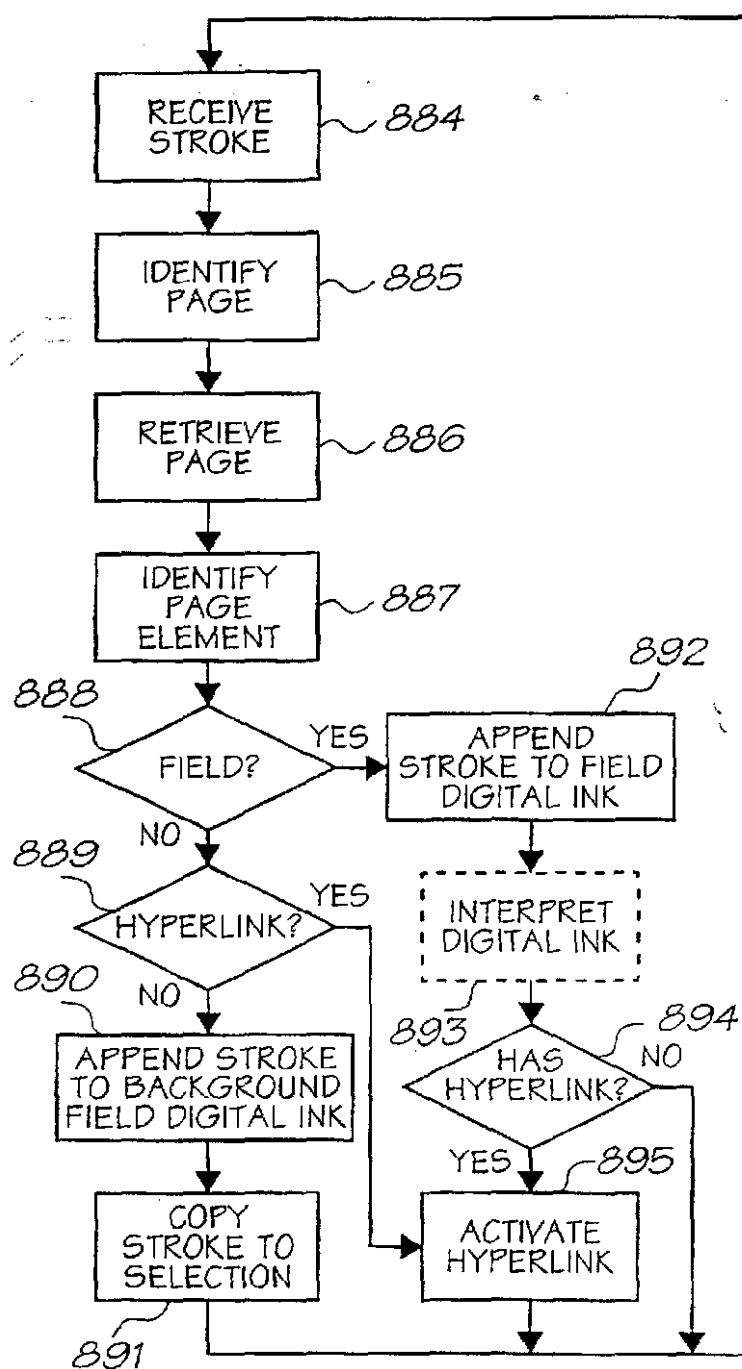 RECEIVE
STROKE
884
IDENTIFY
PAGE
885
RETRIEVE
PAGE
886
IDENTIFY
PAGE
ELEMENT
887
888
FIELD?
YES
NO
892
APPEND
STROKE TO FIELD
DIGITAL INK
889
HYPERLINK?
YES
NO
INTERPRET
DIGITAL INK
893
890
APPEND STROKE
TO BACKGROUND
FIELD DIGITAL INK
894
HAS
HYPERLINK?
NO
YES
895
COPY
STROKE TO
SELECTION
891
ACTIVATE
HYPERLINK